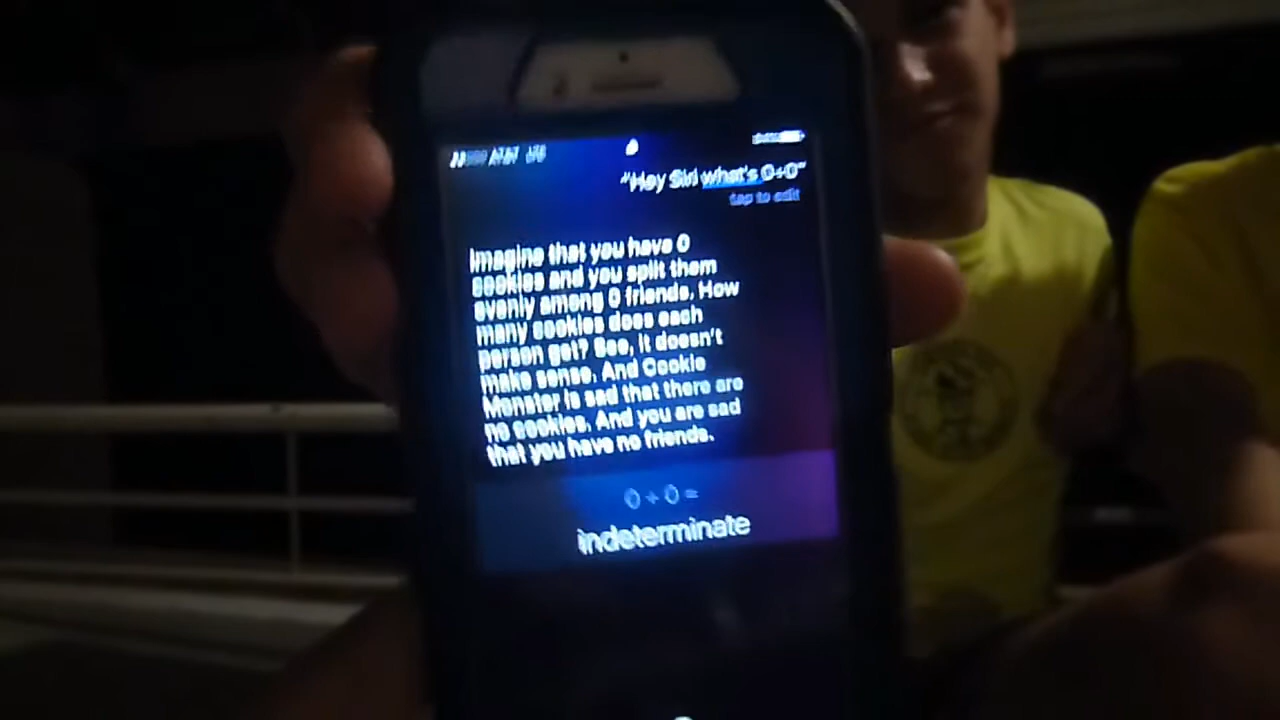 AT&T LTE
“Hey Siri what's 0÷0”
tap to edit
Imagine that you have 0
cookies and you split them
evenly among 0 friends. How
many cookies does each
person get? See, it doesn't
make sense. And Cookie
Monster is sad that there are
no cookies. And you are sad
that you have no friends.
0 ÷ 0 =
indeterminate